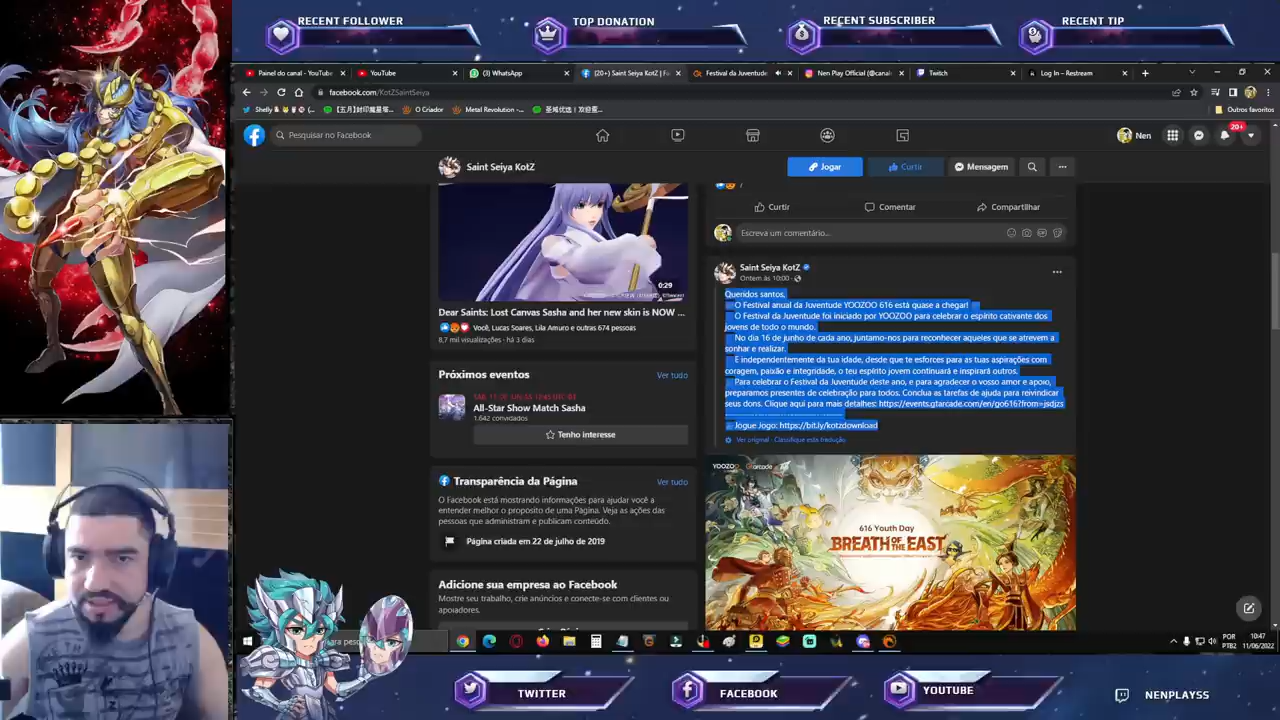 RECENT FOLLOWER
TOP DONATION
RECENT SUBSCRIBER
RECENT TIP
Painel do canal - YouTube
YouTube
(3) WhatsApp
(20+) Saint Seiya KotZ | F
Festival da Juventude
Nen Play Official (@canal
Twitch
Log In – Restream
facebook.com/KotZSaintSeiya
O Criador
Metal Revolution -...
Outros favoritos
Pesquisar no Facebook
Nen
20+
Saint Seiya KotZ
Jogar
Curtir
Mensagem
0:29
Dear Saints: Lost Canvas Sasha and her new skin is NOW ...
Você, Lucas Soares, Lila Amuro e outras 674 pessoas
8,7 mil visualizações · há 3 dias
Próximos eventos
Ver tudo
All-Star Show Match Sasha
1.642 convidados
Tenho interesse
Transparência da Página
Ver tudo
O Facebook está mostrando informações para ajudar você a
entender melhor o propósito de uma Página. Veja as ações das
pessoas que administram e publicam conteúdo.
Página criada em 22 de julho de 2019
Adicione sua empresa ao Facebook
Mostre seu trabalho, crie anúncios e conecte-se com clientes ou
apoiadores.
7
Curtir
Comentar
Compartilhar
Escreva um comentário...
Saint Seiya KotZ
Ontem às 10:00 ·
Queridos santos,
O Festival anual da Juventude YOOZOO 616 está quase a chegar!
O Festival da Juventude foi iniciado por YOOZOO para celebrar o espírito cativante dos
jovens de todo o mundo.
No dia 16 de junho de cada ano, juntamo-nos para reconhecer aqueles que se atrevem a
sonhar e realizar.
E independentemente da tua idade, desde que te esforces para as tuas aspirações com
coragem, paixão e integridade, o teu espírito jovem continuará e inspirará outros.
Para celebrar o Festival da Juventude deste ano, e para agradecer o vosso amor e apoio,
preparamos presentes de celebração para todos. Conclua as tarefas de ajuda para reivindicar
seus dons. Clique aqui para mais detalhes: https://events.gtarcade.com/en/go616?from=jsdjzs
Jogue Jogo: https://bit.ly/kotzdownload
Ver original · Classifique esta tradução
YOOZOO Gtarcade
616 Youth Day
BREATH OF THE EAST
POR
PTB2
10:47
11/06/2022
TWITTER
FACEBOOK
YOUTUBE
NENPLAYSS